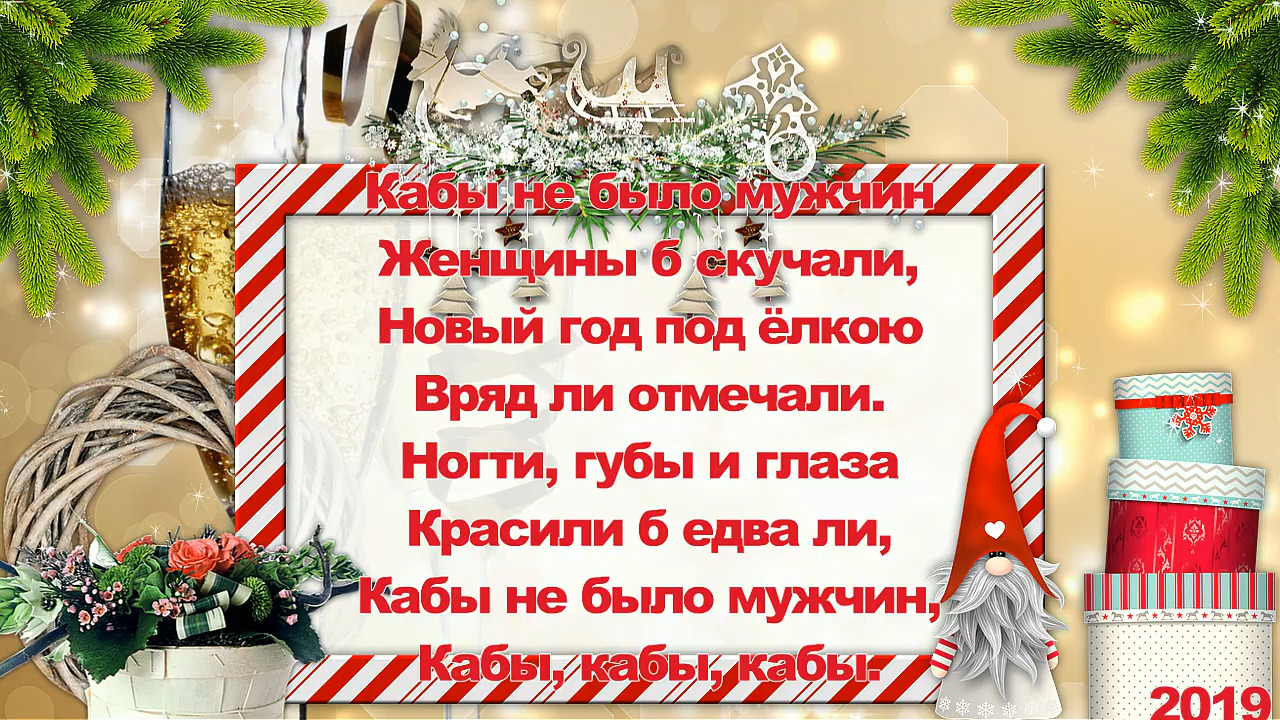 Кабы не было мужчин
Женщины б скучали,
Новый год под ёлкою
Вряд ли отмечали.
Ногти, губы и глаза
Красили б едва ли,
Кабы не было мужчин,
Кабы, кабы, кабы.
2019